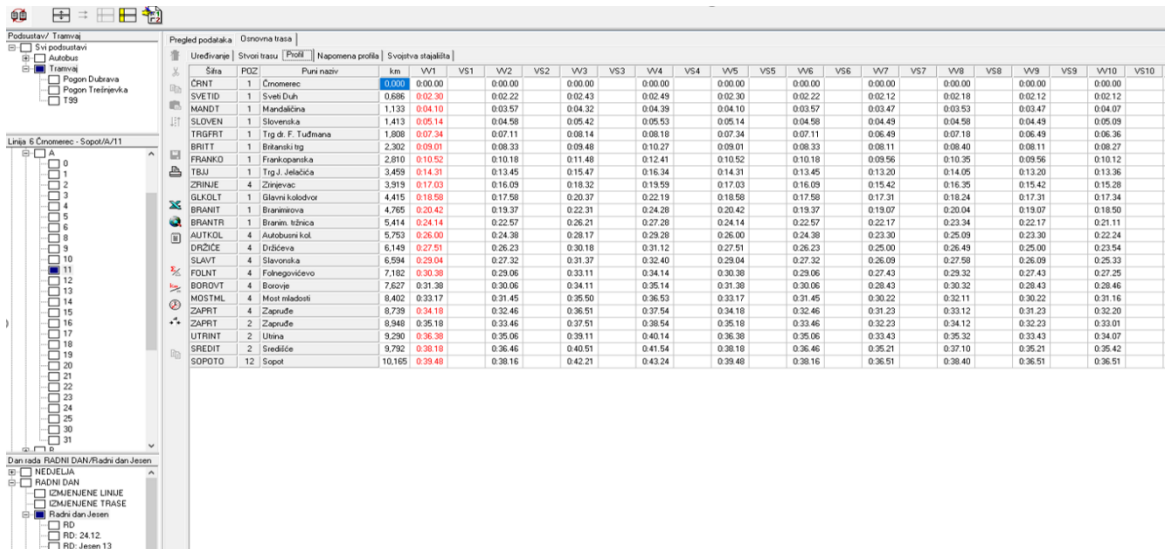 Podsustav/ Tramvaj
Svi podsustavi
Autobus
Tramvaj
Pogon Dubrava
Pogon Trešnjevka
T99
Linija 6 Črnomerec - Sopot/A/11
A
0
1
2
3
4
5
6
8
9
10
11
12
13
14
15
16
17
18
19
20
21
22
23
24
25
30
31
B
Dan rada RADNI DAN/Radni dan Jesen
NEDJELJA
RADNI DAN
IZMJENJENE LINIJE
IZMJENJENE TRASE
Radni dan Jesen
RD
RD: 24.12.
RD: Jesen 13
Pregled podataka Osnovna trasa
Uređivanje Stvori trasu Profil Napomena profila Svojstva stajališta
Šifra POZ Puni naziv km VV1 VS1 VV2 VS2 VV3 VS3 VV4 VS4 VV5 VS5 VV6 VS6 VV7 VS7 VV8 VS8 VV9 VS9 VV10 VS10
ČRNT 1 Črnomerec 0,000 0:00.00 0:00.00 0:00.00 0:00.00 0:00.00 0:00.00 0:00.00 0:00.00 0:00.00 0:00.00
SVETID 1 Sveti Duh 0,686 0:02.30 0:02.22 0:02.43 0:02.49 0:02.30 0:02.22 0:02.12 0:02.18 0:02.12 0:02.12
MANDT 1 Mandaličina 1,133 0:04.10 0:03.57 0:04.32 0:04.39 0:04.10 0:03.57 0:03.47 0:03.53 0:03.47 0:04.07
SLOVEN 1 Slovenska 1,413 0:05.14 0:04.58 0:05.42 0:05.53 0:05.14 0:04.58 0:04.49 0:04.58 0:04.49 0:05.09
TRGFRT 1 Trg dr. F. Tuđmana 1,808 0:07.34 0:07.11 0:08.14 0:08.18 0:07.34 0:07.11 0:06.49 0:07.18 0:06.49 0:06.36
BRITT 1 Britanski trg 2,302 0:09.01 0:08.33 0:09.48 0:10.27 0:09.01 0:08.33 0:08.11 0:08.40 0:08.11 0:08.27
FRANKO 1 Frankopanska 2,810 0:10.52 0:10.18 0:11.48 0:12.41 0:10.52 0:10.18 0:09.56 0:10.35 0:09.56 0:10.12
TBJJ 1 Trg J. Jelačića 3,459 0:14.31 0:13.45 0:15.47 0:16.34 0:14.31 0:13.45 0:13.20 0:14.05 0:13.20 0:13.36
ZRINJE 4 Zrinjevac 3,919 0:17.03 0:16.09 0:18.32 0:19.59 0:17.03 0:16.09 0:15.42 0:16.35 0:15.42 0:15.28
GLKOLT 1 Glavni kolodvor 4,415 0:18.58 0:17.58 0:20.37 0:22.19 0:18.58 0:17.58 0:17.31 0:18.24 0:17.31 0:17.34
BRANIT 1 Branimirova 4,765 0:20.42 0:19.37 0:22.31 0:24.28 0:20.42 0:19.37 0:19.07 0:20.04 0:19.07 0:18.50
BRANTR 1 Branim. tržnica 5,414 0:24.14 0:22.57 0:26.21 0:27.28 0:24.14 0:22.57 0:22.17 0:23.34 0:22.17 0:21.11
AUTKOL 4 Autobusni kol. 5,753 0:26.00 0:24.38 0:28.17 0:29.28 0:26.00 0:24.38 0:23.30 0:25.09 0:23.30 0:22.24
DRŽIĆE 4 Držićeva 6,149 0:27.51 0:26.23 0:30.18 0:31.12 0:27.51 0:26.23 0:25.00 0:26.49 0:25.00 0:23.54
SLAVT 4 Slavonska 6,594 0:29.04 0:27.32 0:31.37 0:32.40 0:29.04 0:27.32 0:26.09 0:27.58 0:26.09 0:25.33
FOLNT 4 Folnegovićevo 7,182 0:30.38 0:29.06 0:33.11 0:34.14 0:30.38 0:29.06 0:27.43 0:29.32 0:27.43 0:27.25
BOROVT 4 Borovje 7,627 0:31.38 0:30.06 0:34.11 0:35.14 0:31.38 0:30.06 0:28.43 0:30.32 0:28.43 0:28.46
MOSTML 4 Most mladosti 8,402 0:33.17 0:31.45 0:35.50 0:36.53 0:33.17 0:31.45 0:30.22 0:32.11 0:30.22 0:31.16
ZAPRT 4 Zapruđe 8,739 0:34.18 0:32.46 0:36.51 0:37.54 0:34.18 0:32.46 0:31.23 0:33.12 0:31.23 0:32.20
ZAPRT 2 Zapruđe 8,948 0:35.18 0:33.46 0:37.51 0:38.54 0:35.18 0:33.46 0:32.23 0:34.12 0:32.23 0:33.01
UTRINT 2 Utrina 9,290 0:36.38 0:35.06 0:39.11 0:40.14 0:36.38 0:35.06 0:33.43 0:35.32 0:33.43 0:34.07
SREDIT 2 Središće 9,792 0:38.18 0:36.46 0:40.51 0:41.54 0:38.18 0:36.46 0:35.21 0:37.10 0:35.21 0:35.42
SOPOTO 12 Sopot 10,165 0:39.48 0:38.16 0:42.21 0:43.24 0:39.48 0:38.16 0:36.51 0:38.40 0:36.51 0:36.51